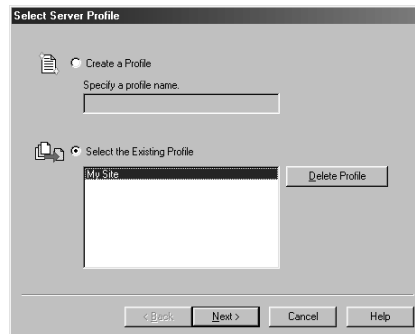 Select Server Profile
Create a Profile
Specify a profile name.
Select the Existing Profile
My Site
Delete Profile
< Back
Next >
Cancel
Help